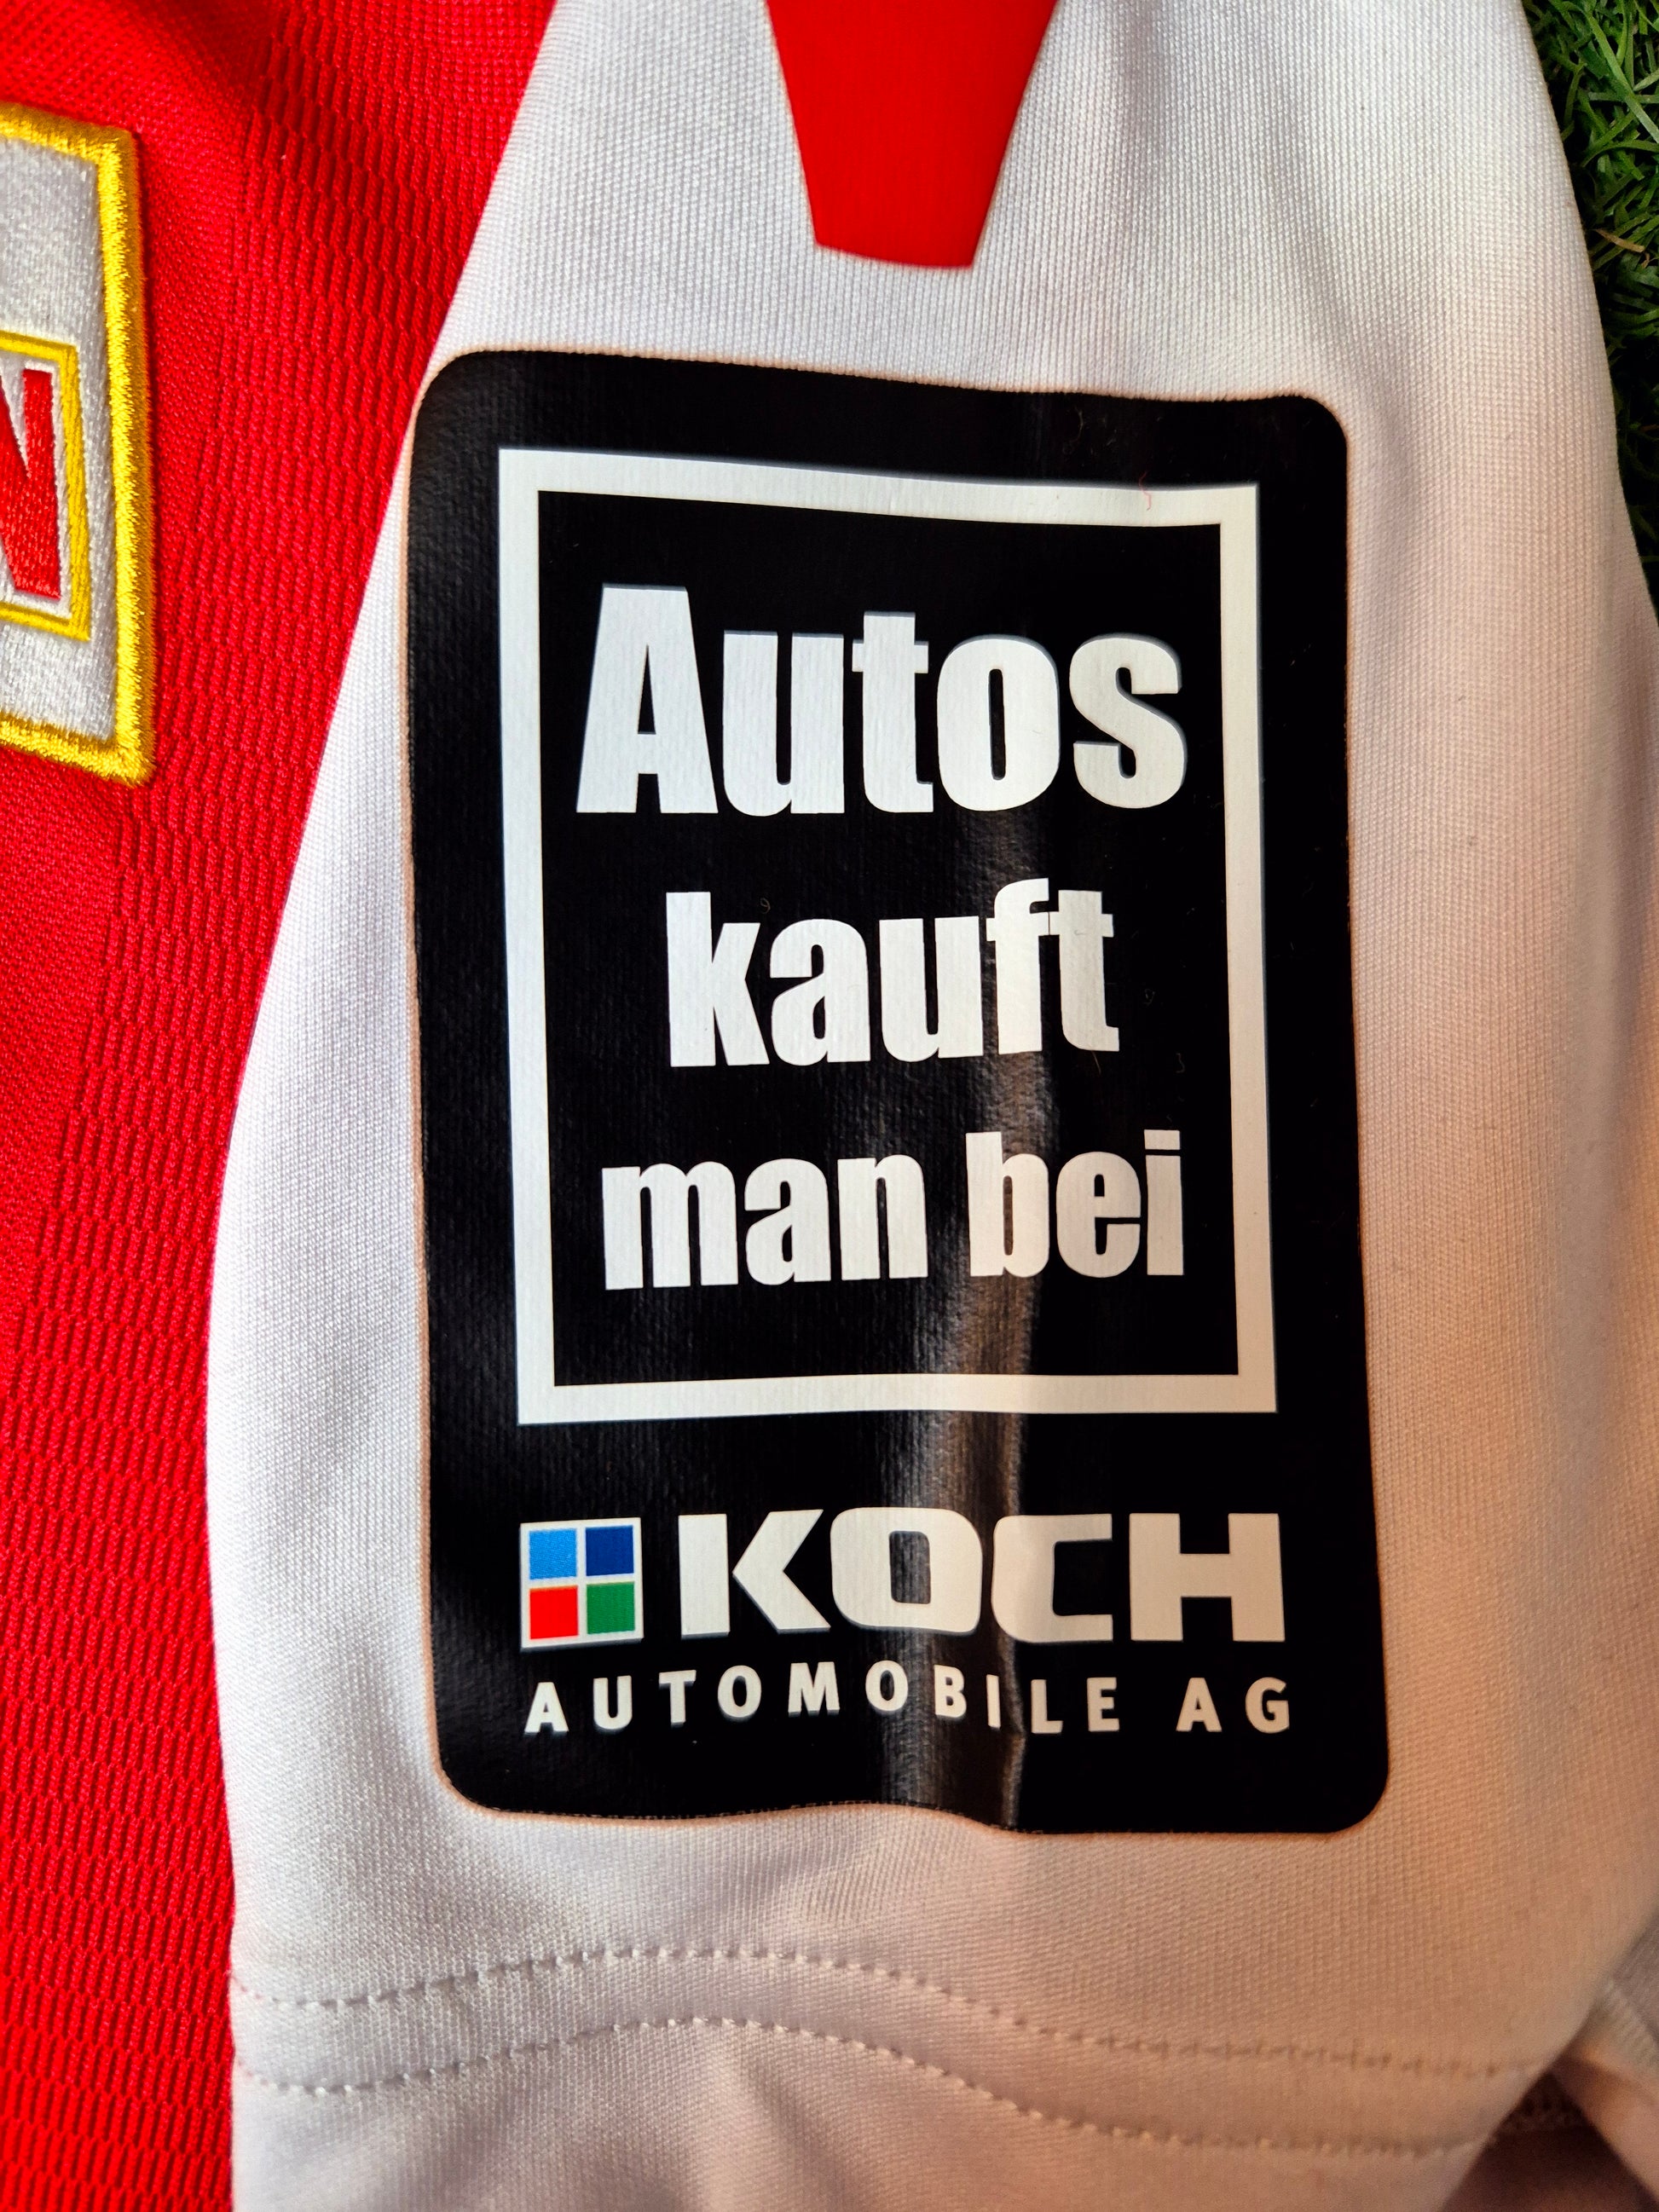 Autos
kauft
man bei
KOCH
AUTOMOBILE AG